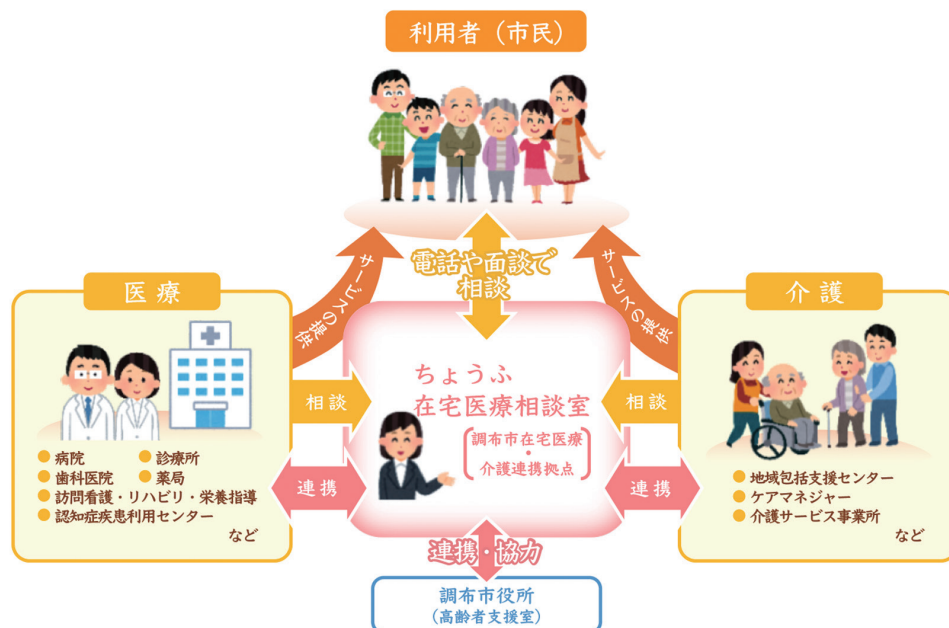 利用者（市民）
電話や面談で
相談
サービスの提供
サービスの提供
医療
病院
診療所
歯科医院
薬局
訪問看護・リハビリ・栄養指導
認知症疾患利用センター
など
相談
連携
ちょうふ
在宅医療相談室
調布市在宅医療
・
介護連携拠点
相談
連携
介護
地域包括支援センター
ケアマネジャー
介護サービス事業所
など
連携・協力
調布市役所
（高齢者支援室）